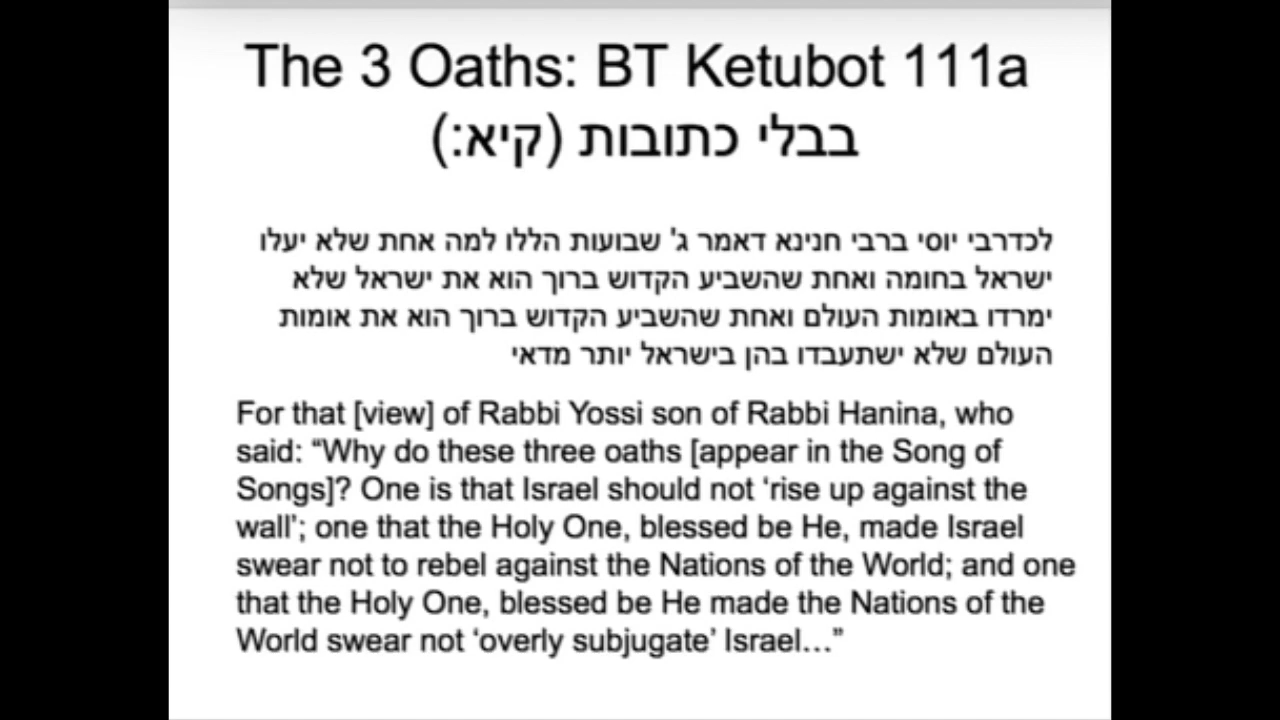 The 3 Oaths: BT Ketubot 111a
בבלי כתובות (קיא:)
לכדרבי יוסי ברבי חנינא דאמר ג' שבועות הללו למה אחת שלא יעלו
ישראל בחומה ואחת שהשביע הקדוש ברוך הוא את ישראל שלא
ימרדו באומות העולם ואחת שהשביע הקדוש ברוך הוא את אומות
העולם שלא ישתעבדו בהן בישראל יותר מדאי
For that [view] of Rabbi Yossi son of Rabbi Hanina, who
said: “Why do these three oaths [appear in the Song of
Songs]? One is that Israel should not ‘rise up against the
wall’; one that the Holy One, blessed be He, made Israel
swear not to rebel against the Nations of the World; and one
that the Holy One, blessed be He made the Nations of the
World swear not ‘overly subjugate’ Israel…”